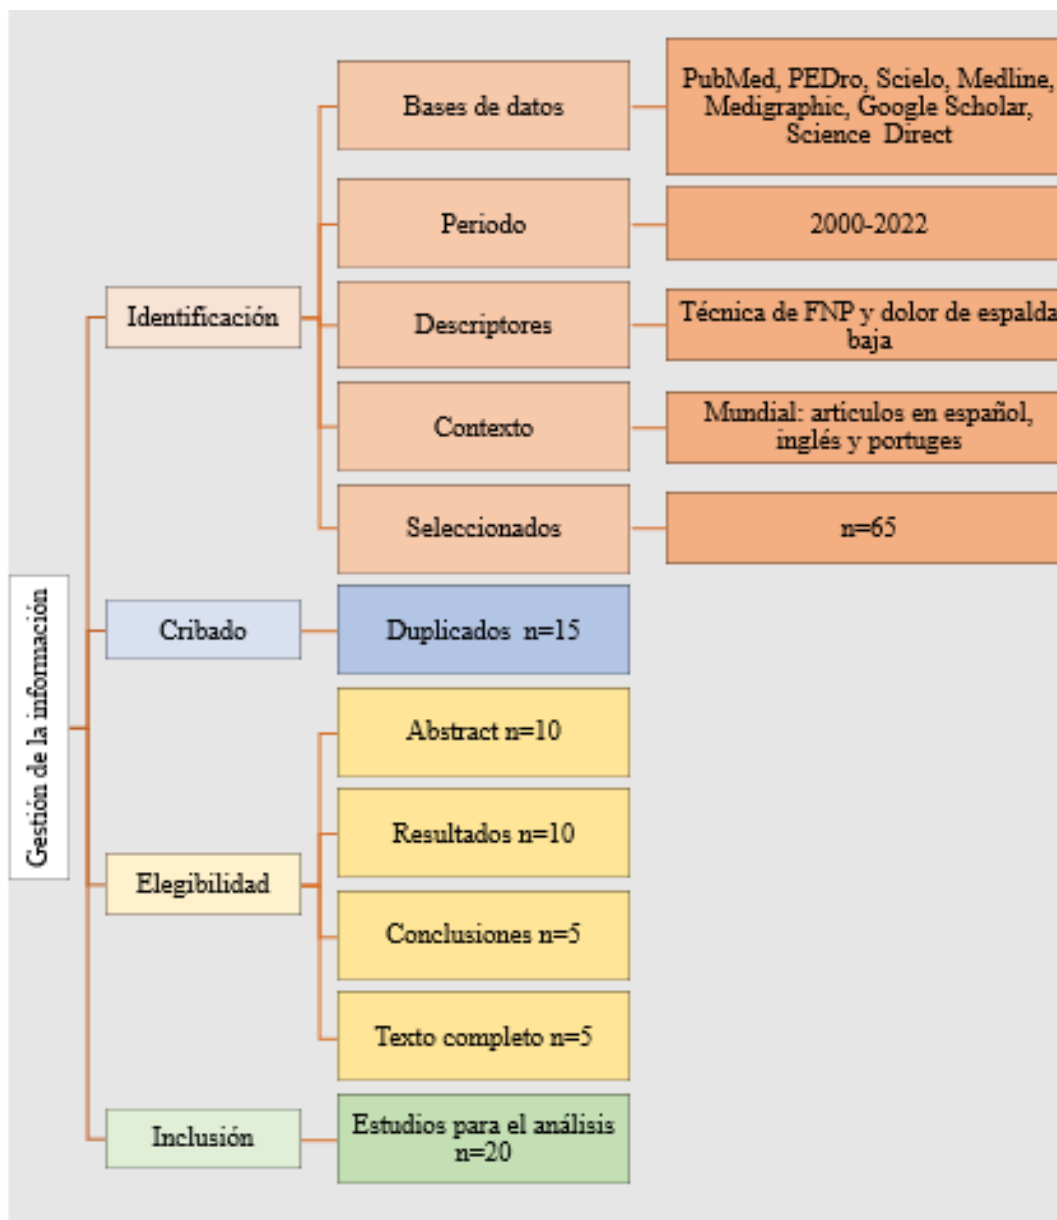 Gestión de la información
Identificación
Bases de datos
PubMed, PEDro, Scielo, Medline,
Medigraphic, Google Scholar,
Science Direct
Periodo
2000-2022
Descriptores
Técnica de FNP y dolor de espalda
baja
Contexto
Mundial: artículos en español,
inglés y portuges
Seleccionados
n=65
Cribado
Duplicados n=15
Elegibilidad
Abstract n=10
Resultados n=10
Conclusiones n=5
Texto completo n=5
Inclusión
Estudios para el análisis
n=20